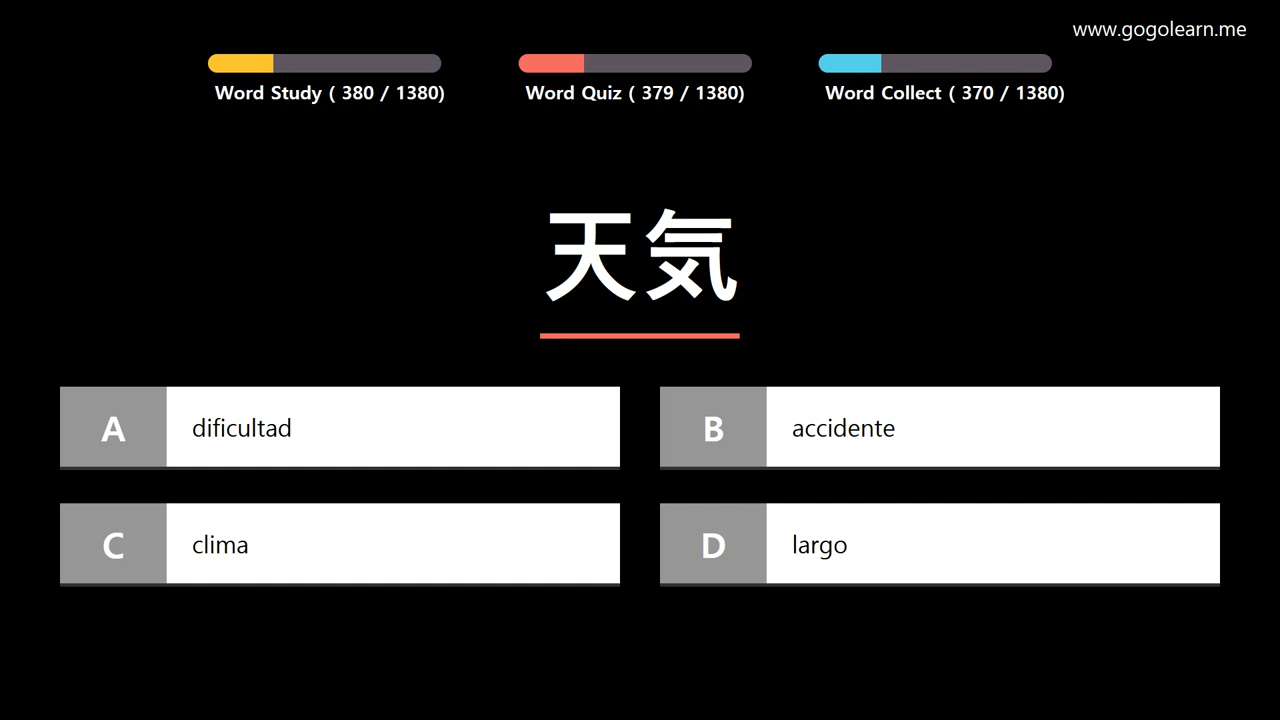 www.gogolearn.me
Word Study ( 380 / 1380)
Word Quiz ( 379 / 1380)
Word Collect ( 370 / 1380)
天気
A dificultad
B accidente
C clima
D largo